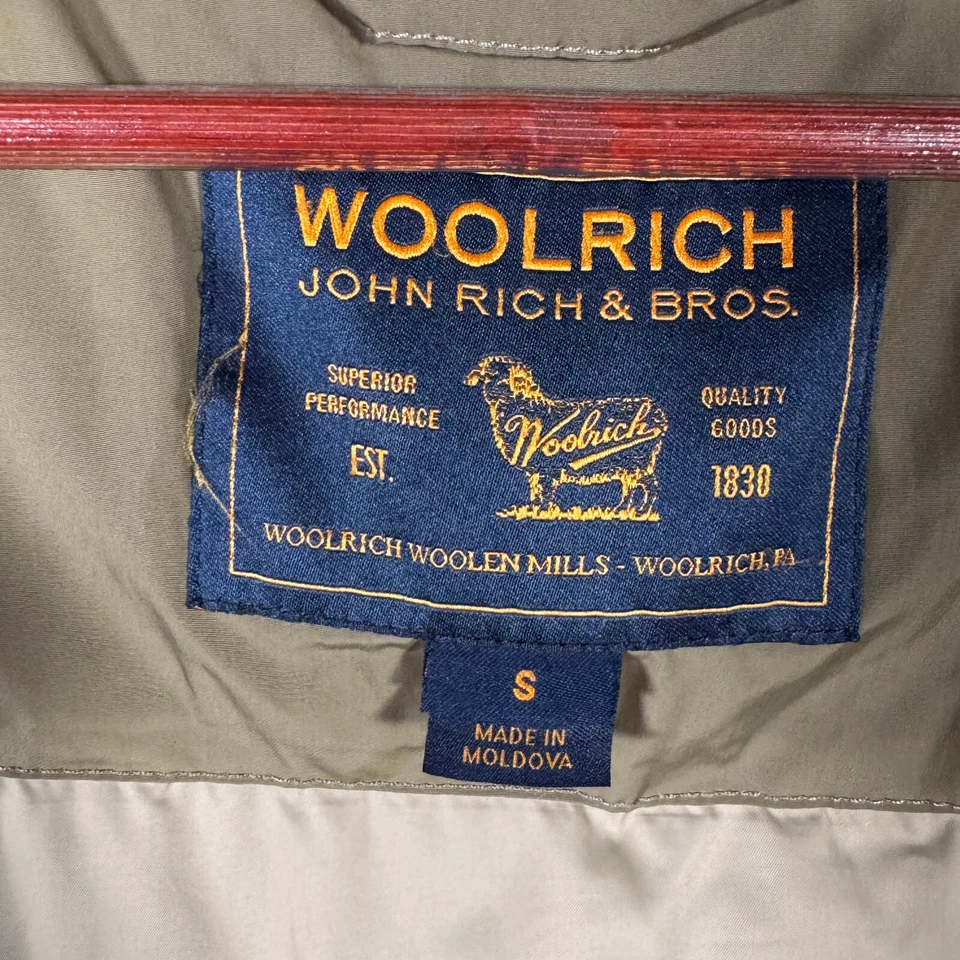 WOOLRICH
JOHN RICH & BROS.
SUPERIOR
PERFORMANCE
EST.
Woolrich
QUALITY
GOODS
1830
WOOLRICH WOOLEN MILLS - WOOLRICH, PA
S
MADE IN
MOLDOVA